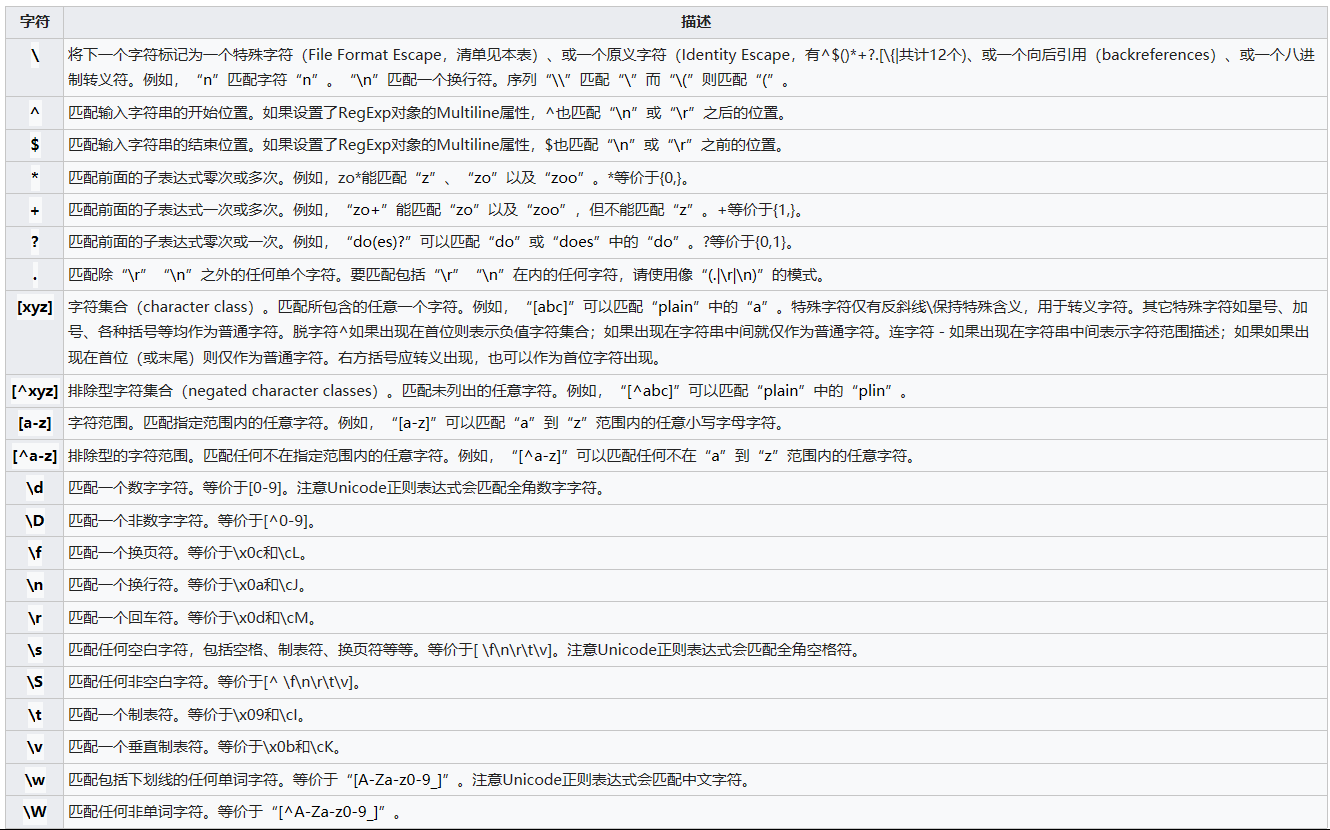 字符 描述
\ 将下一个字符标记为一个特殊字符（File Format Escape，清单见本表）、或一个原义字符（Identity Escape，有^$()*+?.[\{|共计12个)、或一个向后引用（backreferences）、或一个八进
制转义符。例如，“n”匹配字符“n”。“\n”匹配一个换行符。序列“\\”匹配“\”而“\(”则匹配“(”。
^ 匹配输入字符串的开始位置。如果设置了RegExp对象的Multiline属性，^也匹配“\n”或“\r”之后的位置。
$ 匹配输入字符串的结束位置。如果设置了RegExp对象的Multiline属性，$也匹配“\n”或“\r”之前的位置。
* 匹配前面的子表达式零次或多次。例如，zo*能匹配“z”、“zo”以及“zoo”。*等价于{0,}。
+ 匹配前面的子表达式一次或多次。例如，“zo+”能匹配“zo”以及“zoo”，但不能匹配“z”。+等价于{1,}。
? 匹配前面的子表达式零次或一次。例如，“do(es)?”可以匹配“do”或“does”中的“do”。?等价于{0,1}。
. 匹配除“\r”“\n”之外的任何单个字符。要匹配包括“\r”“\n”在内的任何字符，请使用像“(.|\r|\n)”的模式。
[xyz] 字符集合（character class）。匹配所包含的任意一个字符。例如，“[abc]”可以匹配“plain”中的“a”。特殊字符仅有反斜线\保持特殊含义，用于转义字符。其它特殊字符如星号、加
号、各种括号等均作为普通字符。脱字符^如果出现在首位则表示负值字符集合；如果出现在字符串中间就仅作为普通字符。连字符 - 如果出现在字符串中间表示字符范围描述；如果如果出
现在首位（或末尾）则仅作为普通字符。右方括号应转义出现，也可以作为首位字符出现。
[^xyz] 排除型字符集合（negated character classes）。匹配未列出的任意字符。例如，“[^abc]”可以匹配“plain”中的“plin”。
[a-z] 字符范围。匹配指定范围内的任意字符。例如，“[a-z]”可以匹配“a”到“z”范围内的任意小写字母字符。
[^a-z] 排除型的字符范围。匹配任何不在指定范围内的任意字符。例如，“[^a-z]”可以匹配任何不在“a”到“z”范围内的任意字符。
\d 匹配一个数字字符。等价于[0-9]。注意Unicode正则表达式会匹配全角数字字符。
\D 匹配一个非数字字符。等价于[^0-9]。
\f 匹配一个换页符。等价于\x0c和\cL。
\n 匹配一个换行符。等价于\x0a和\cJ。
\r 匹配一个回车符。等价于\x0d和\cM。
\s 匹配任何空白字符，包括空格、制表符、换页符等等。等价于[ \f\n\r\t\v]。注意Unicode正则表达式会匹配全角空格符。
\S 匹配任何非空白字符。等价于[^ \f\n\r\t\v]。
\t 匹配一个制表符。等价于\x09和\cI。
\v 匹配一个垂直制表符。等价于\x0b和\cK。
\w 匹配包括下划线的任何单词字符。等价于“[A-Za-z0-9_]”。注意Unicode正则表达式会匹配中文字符。
\W 匹配任何非单词字符。等价于“[^A-Za-z0-9_]”。